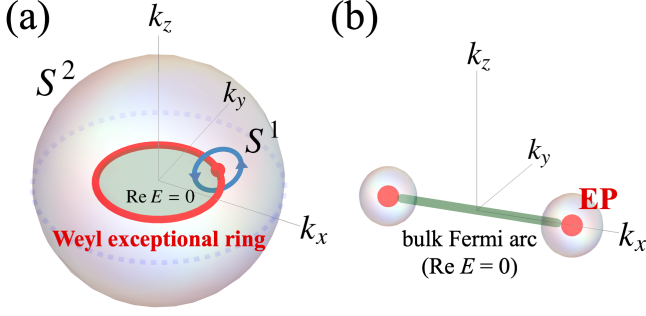 (a)
k_z
S^2
k_y
S^1
Re E = 0
k_x
Weyl exceptional ring
(b)
k_z
k_y
EP
k_x
bulk Fermi arc
(Re E = 0)